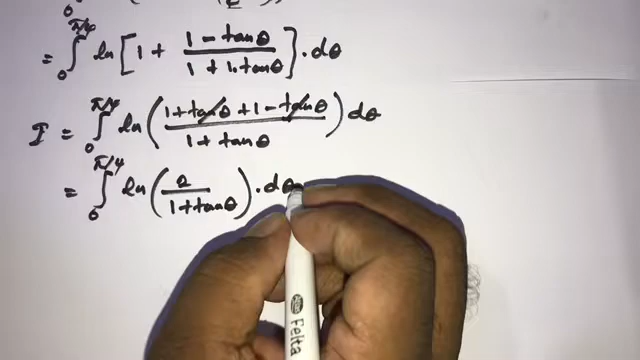 = ∫₀^(π/4) ln[1 + (1 - tanθ)/(1 + 1.tanθ)].dθ
I = ∫₀^(π/4) ln((1 + tanθ + 1 - tanθ)/(1 + tanθ)) dθ
= ∫₀^(π/4) ln(2/(1 + tanθ)).dθ
Felta